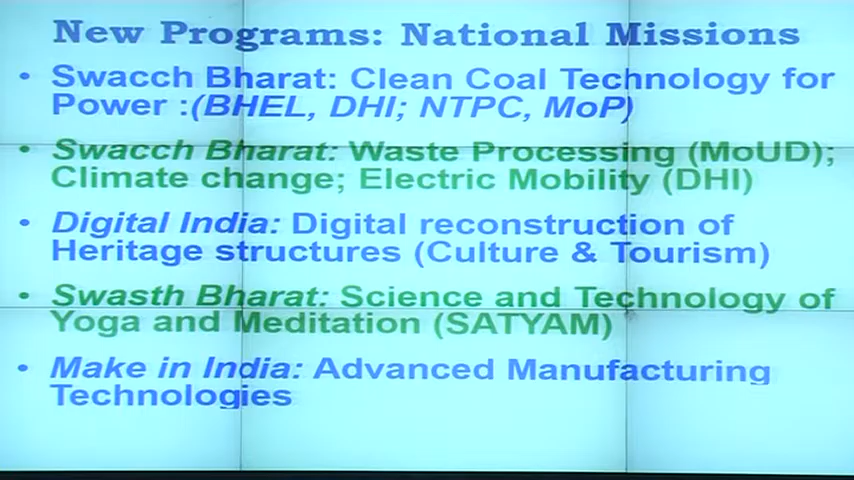 New Programs: National Missions
• Swacch Bharat: Clean Coal Technology for
Power :(BHEL, DHI; NTPC, MoP)
• Swacch Bharat: Waste Processing (MoUD);
Climate change; Electric Mobility (DHI)
• Digital India: Digital reconstruction of
Heritage structures (Culture & Tourism)
• Swasth Bharat: Science and Technology of
Yoga and Meditation (SATYAM)
• Make in India: Advanced Manufacturing
Technologies